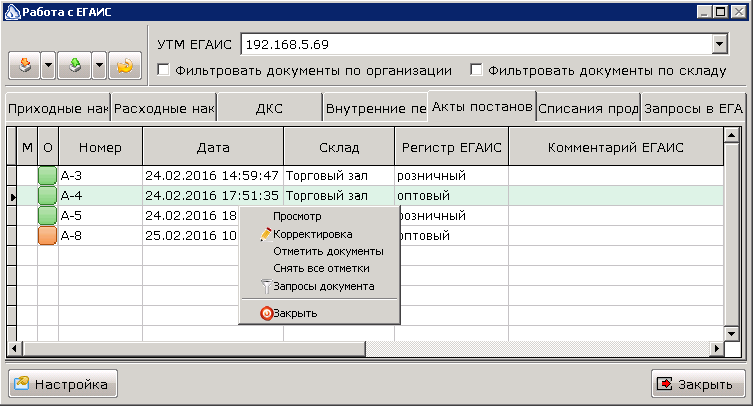 Работа с ЕГАИС
УТМ ЕГАИС 192.168.5.69
Фильтровать документы по организации Фильтровать документы по складу
Приходные нак Расходные нак ДКС Внутренние пе Акты постанов Списания прод Запросы в ЕГА
М О Номер Дата Склад Регистр ЕГАИС Комментарий ЕГАИС
А-3 24.02.2016 14:59:47 Торговый зал розничный
А-4 24.02.2016 17:51:35 Торговый зал оптовый
А-5 24.02.2016 18 розничный
А-8 25.02.2016 10 оптовый
Просмотр
Корректировка
Отметить документы
Снять все отметки
Запросы документа
Закрыть
Настройка Закрыть